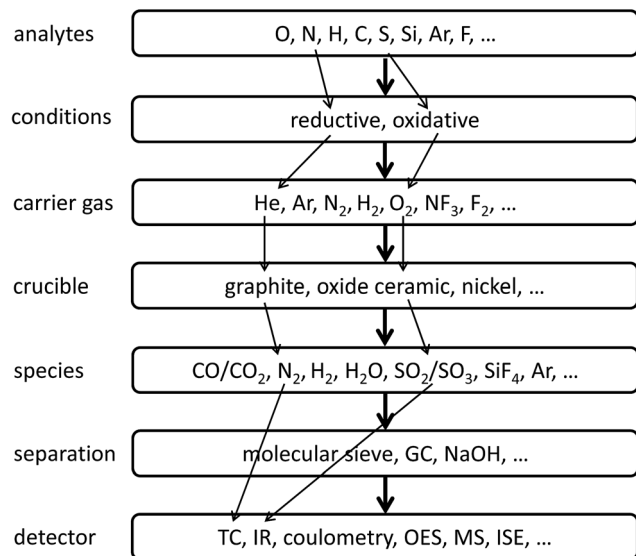 analytes
O, N, H, C, S, Si, Ar, F, ...
conditions
reductive, oxidative
carrier gas
He, Ar, N₂, H₂, O₂, NF₃, F₂, ...
crucible
graphite, oxide ceramic, nickel, ...
species
CO/CO₂, N₂, H₂, H₂O, SO₂/SO₃, SiF₄, Ar, ...
separation
molecular sieve, GC, NaOH, ...
detector
TC, IR, coulometry, OES, MS, ISE, ...